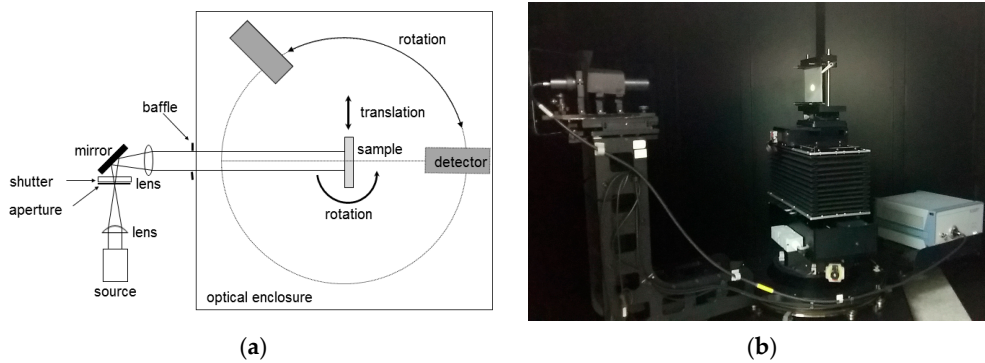 rotation
baffle
translation
mirror
sample
detector
shutter
lens
aperture
rotation
lens
source
optical enclosure
(a)
(b)